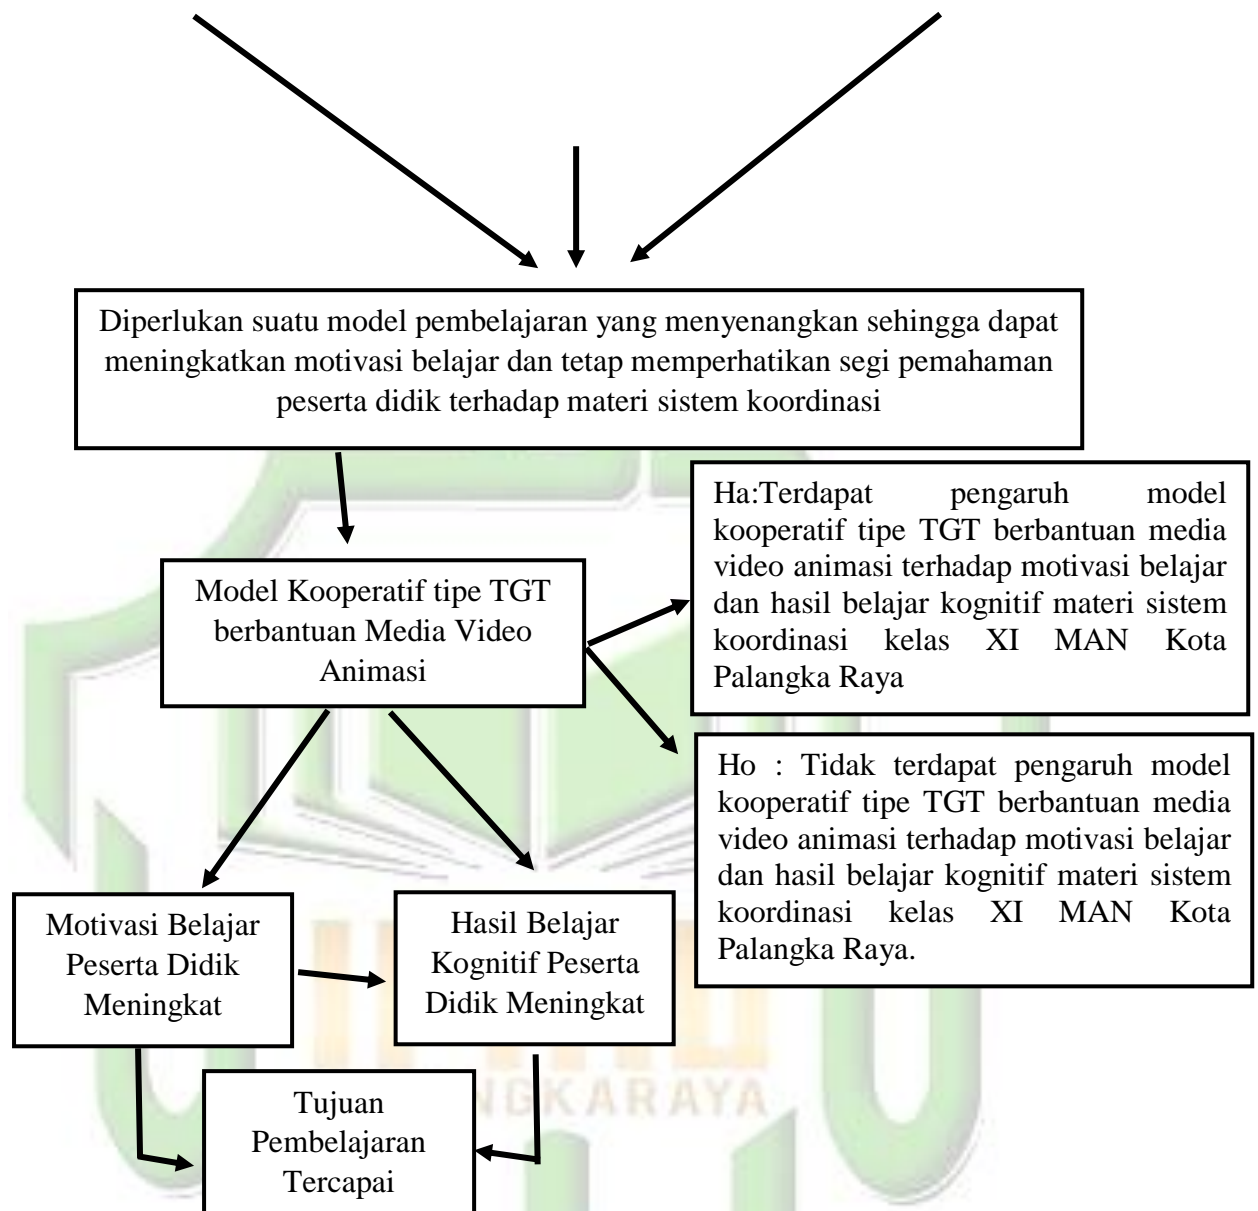 Diperlukan suatu model pembelajaran yang menyenangkan sehingga dapat
meningkatkan motivasi belajar dan tetap memperhatikan segi pemahaman
peserta didik terhadap materi sistem koordinasi
Ha:Terdapat pengaruh model
kooperatif tipe TGT berbantuan media
video animasi terhadap motivasi belajar
dan hasil belajar kognitif materi sistem
koordinasi kelas XI MAN Kota
Palangka Raya
Model Kooperatif tipe TGT
berbantuan Media Video
Animasi
Ho : Tidak terdapat pengaruh model
kooperatif tipe TGT berbantuan media
video animasi terhadap motivasi belajar
dan hasil belajar kognitif materi sistem
koordinasi kelas XI MAN Kota
Palangka Raya.
Motivasi Belajar
Peserta Didik
Meningkat
Hasil Belajar
Kognitif Peserta
Didik Meningkat
Tujuan
Pembelajaran
Tercapai
NGKARAYA